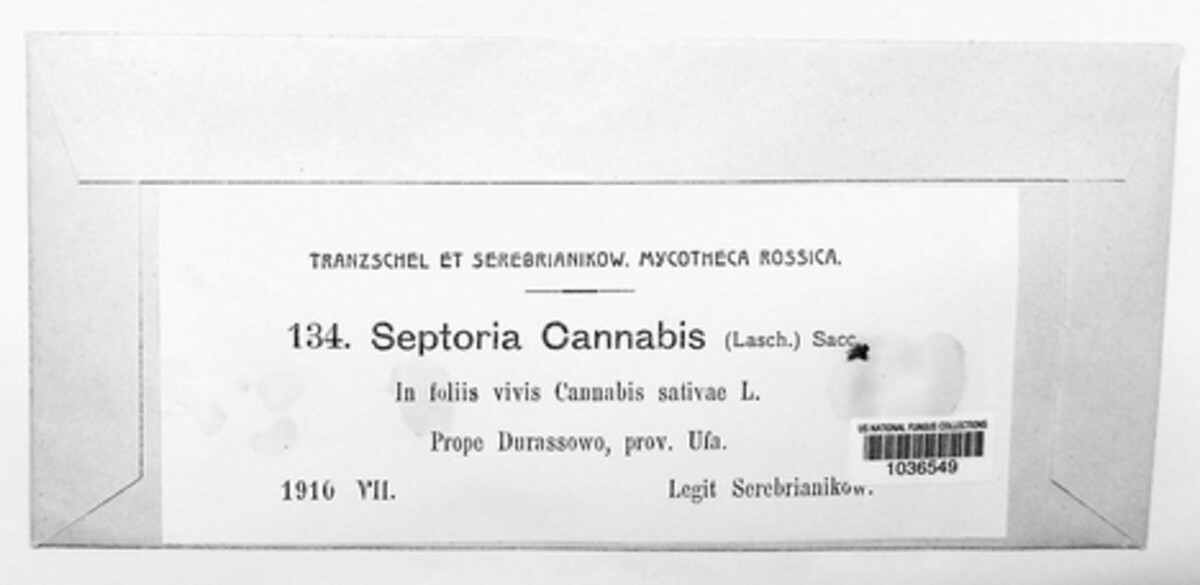 TRANZSCHEL ET SEREBRIANIKOW. MYCOTHECA ROSSICA.
134. Septoria Cannabis (Lasch.) Sacc.
In foliis vivis Cannabis sativae L.
Prope Durassowo, prov. Ufa.
US NATIONAL FUNGUS COLLECTIONS
1036549
1910 VII.
Legit Serebrianikow.